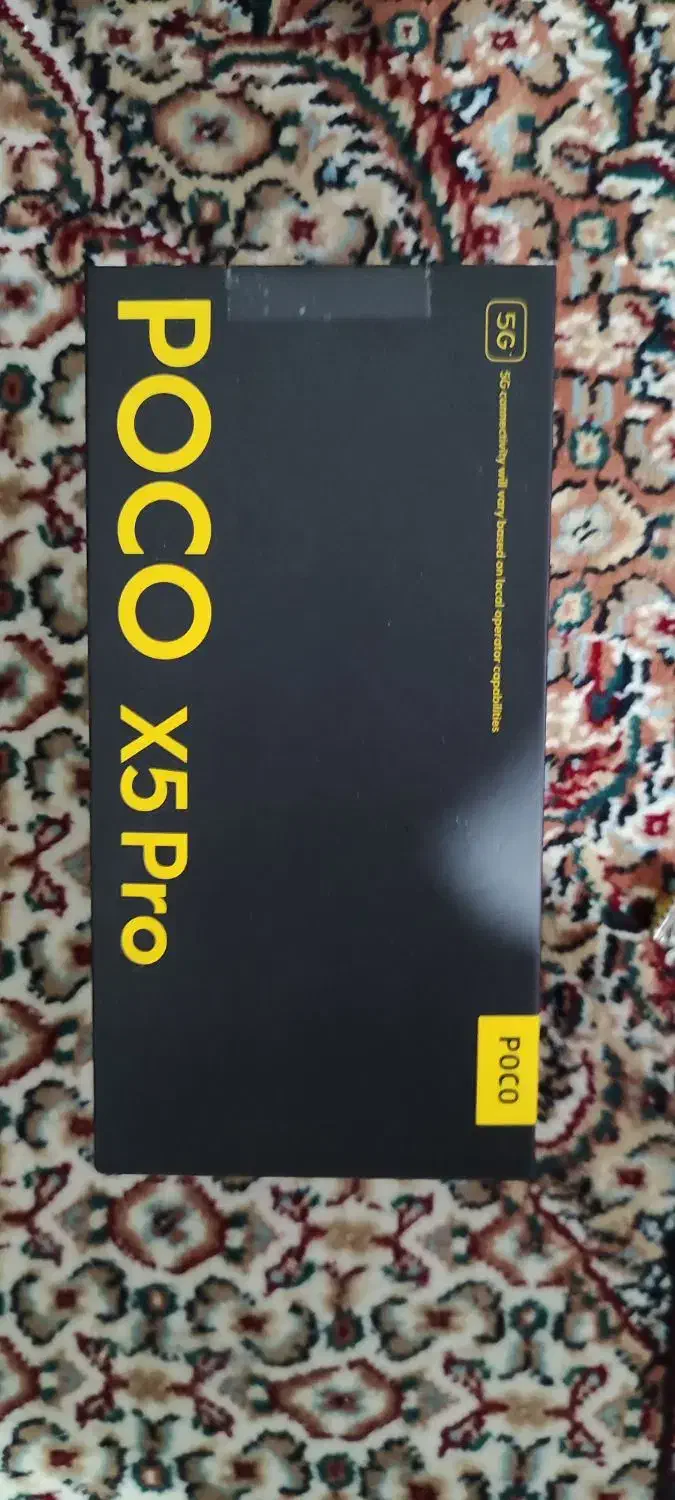 5G
5G connectivity will vary based on local operator capabilities
POCO
POCO X5 Pro